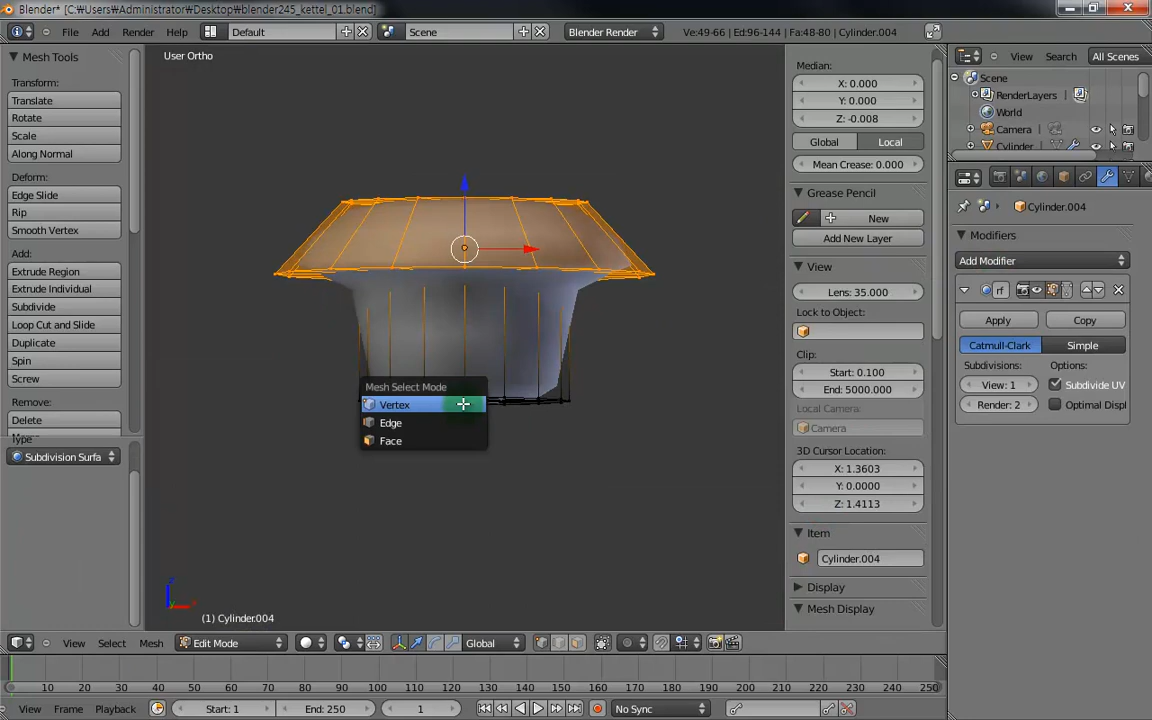 Blender* [C:₩Users₩Administrator₩Desktop₩blender245_kettel_01.blend]
File Add Render Help Default Scene Blender Render Ve:49-66 | Ed:96-144 | Fa:48-80 | Cylinder.004
Mesh Tools
Transform:
Translate
Rotate
Scale
Along Normal
Deform:
Edge Slide
Rip
Smooth Vertex
Add:
Extrude Region
Extrude Individual
Subdivide
Loop Cut and Slide
Duplicate
Spin
Screw
Remove:
Delete
Type
Subdivision Surfa
User Ortho
Mesh Select Mode
Vertex
Edge
Face
(1) Cylinder.004
View Select Mesh Edit Mode Global
Median:
X: 0.000
Y: 0.000
Z: -0.008
Global Local
Mean Crease: 0.000
Grease Pencil
New
Add New Layer
View
Lens: 35.000
Lock to Object:
Clip:
Start: 0.100
End: 5000.000
Local Camera:
Camera
3D Cursor Location:
X: 1.3603
Y: 0.0000
Z: 1.4113
Item
Cylinder.004
Display
Mesh Display
View Search All Scenes
Scene
RenderLayers
World
Camera
Cylinder
Cylinder.004
Modifiers
Add Modifier
rf
Apply Copy
Catmull-Clark Simple
Subdivisions: Options:
View: 1 Subdivide UV
Render: 2 Optimal Displ
10 20 30 40 50 60 70 80 90 100 110 120 130 140 150 160 170 180 190 200 210 220 230 240 250
View Frame Playback Start: 1 End: 250 1 No Sync